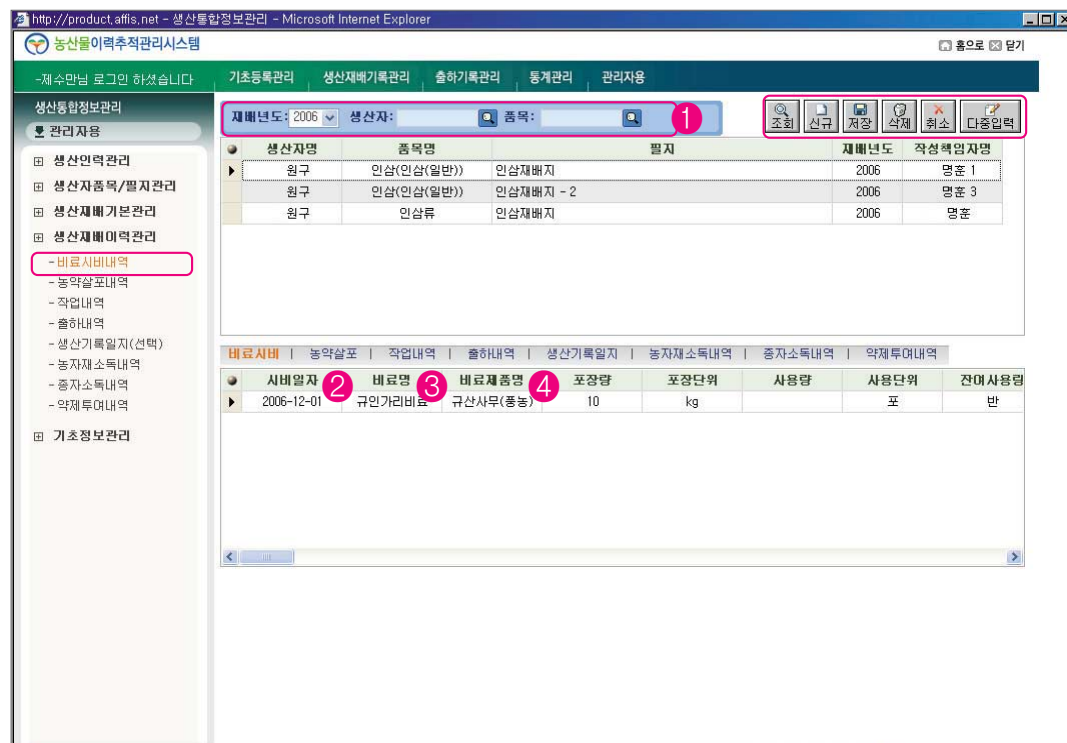 http://product.affis.net - 생산통합정보관리 - Microsoft Internet Explorer
농산물이력추적관리시스템
홈으로 닫기
-제수만님 로그인 하셨습니다
기초등록관리 생산재배기록관리 출하기록관리 통계관리 관리자용
생산통합정보관리
관리자용
생산인력관리
생산자품목/필지관리
생산재배기본관리
생산재배이력관리
- 비료시비내역
- 농약살포내역
- 작업내역
- 출하내역
- 생산기록일지(선택)
- 농자재소독내역
- 종자소독내역
- 약제투여내역
기초정보관리
재배년도: 2006 생산자: 품목: 1
조회 신규 저장 삭제 취소 다중입력
생산자명 품목명 필지 재배년도 작성책임자명
원구 인삼(인삼(일반)) 인삼재배지 2006 명훈 1
원구 인삼(인삼(일반)) 인삼재배지 - 2 2006 명훈 3
원구 인삼류 인삼재배지 2006 명훈
비료시비 | 농약살포 | 작업내역 | 출하내역 | 생산기록일지 | 농자재소독내역 | 종자소독내역 | 약제투여내역
시비일자 2 비료명 3 비료제품명 4 포장량 포장단위 사용량 사용단위 잔여사용량
2006-12-01 규인가리비료 규산사무(풍농) 10 kg 포 반